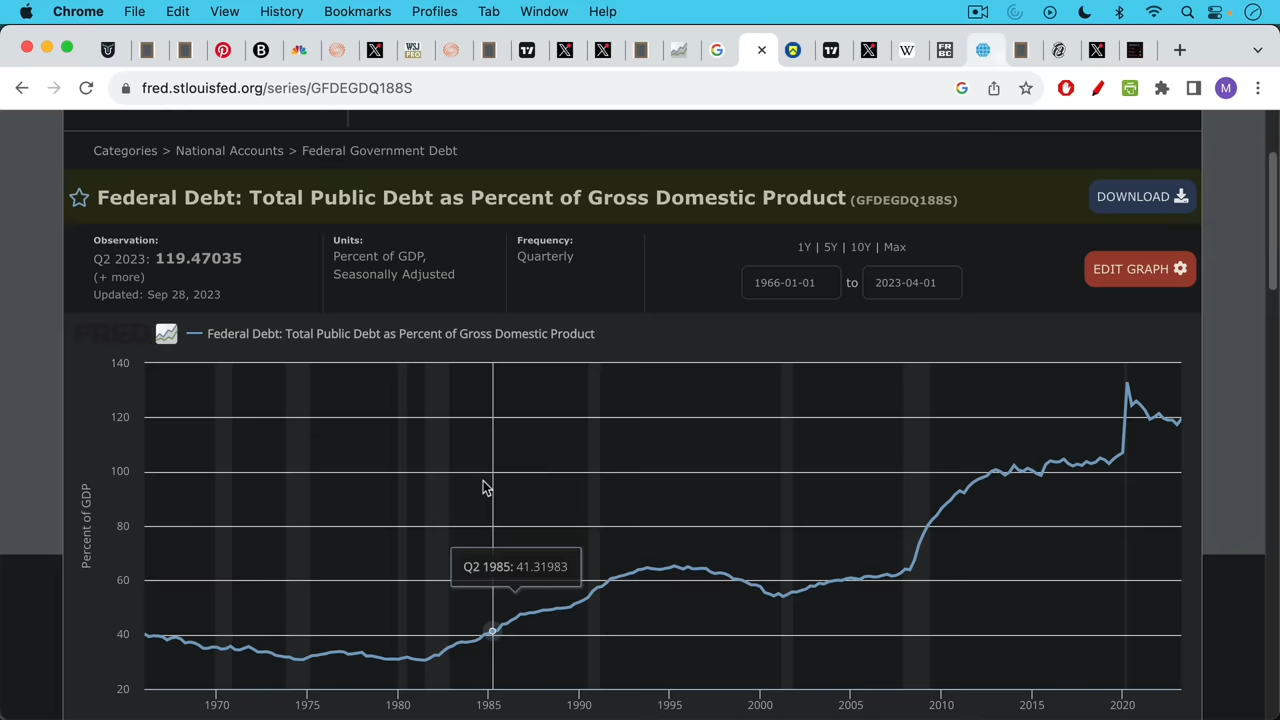 Chrome File Edit View History Bookmarks Profiles Tab Window Help
WSJ PRO FR BC
fred.stlouisfed.org/series/GFDEGDQ188S M
Categories > National Accounts > Federal Government Debt
Federal Debt: Total Public Debt as Percent of Gross Domestic Product (GFDEGDQ188S) DOWNLOAD
Observation: Units: Frequency:
Q2 2023: 119.47035 Percent of GDP, Quarterly 1Y | 5Y | 10Y | Max
(+ more) Seasonally Adjusted 1966-01-01 to 2023-04-01 EDIT GRAPH
Updated: Sep 28, 2023
FRED Federal Debt: Total Public Debt as Percent of Gross Domestic Product
140
120
100
80
Percent of GDP
Q2 1985: 41.31983
60
40
20
1970 1975 1980 1985 1990 1995 2000 2005 2010 2015 2020